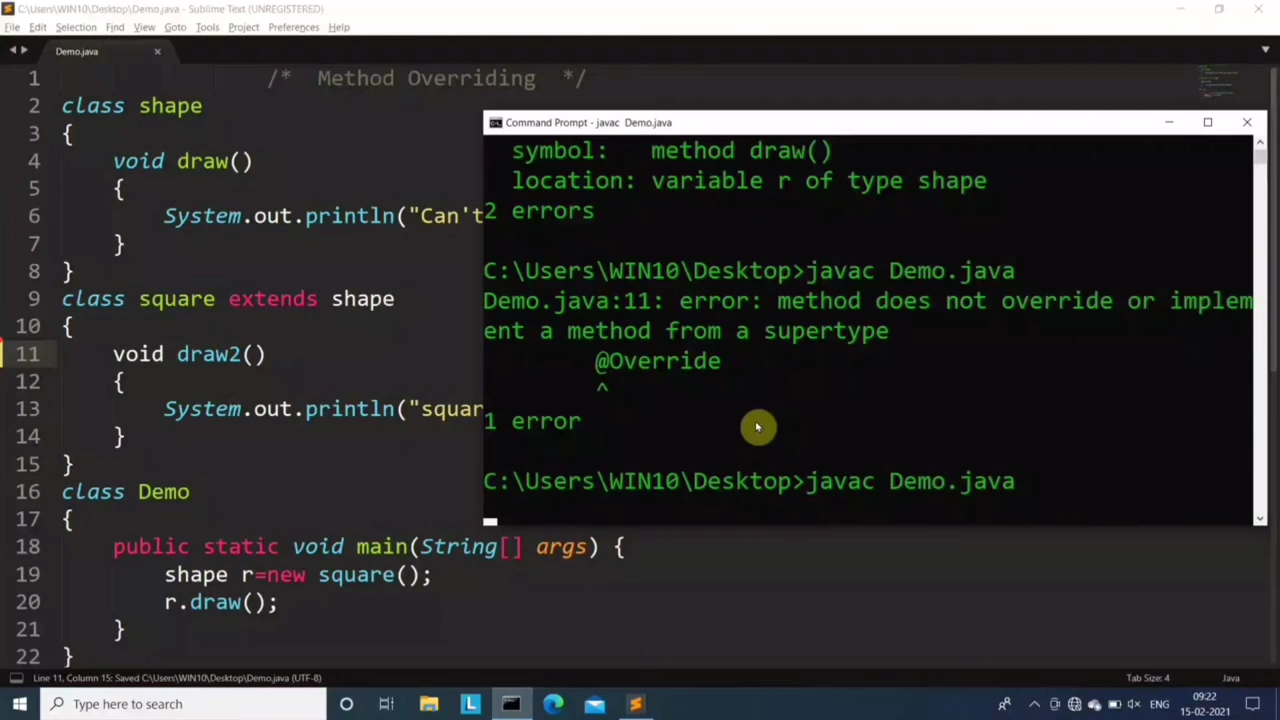 C:\Users\WIN10\Desktop\Demo.java - Sublime Text (UNREGISTERED)
File Edit Selection Find View Goto Tools Project Preferences Help
Demo.java
1 /* Method Overriding */
2 class shape
3 {
4 void draw()
5 {
6 System.out.println("Can't
7 }
8 }
9 class square extends shape
10 {
11 void draw2()
12 {
13 System.out.println("squar
14 }
15 }
16 class Demo
17 {
18 public static void main(String[] args) {
19 shape r=new square();
20 r.draw();
21 }
22 }
Command Prompt - javac Demo.java
symbol: method draw()
location: variable r of type shape
2 errors
C:\Users\WIN10\Desktop>javac Demo.java
Demo.java:11: error: method does not override or implem
ent a method from a supertype
@Override
^
1 error
C:\Users\WIN10\Desktop>javac Demo.java
Line 11, Column 15: Saved C:\Users\WIN10\Desktop\Demo.java (UTF-8)
Tab Size: 4
Java
Type here to search
L
ENG
09:22
15-02-2021